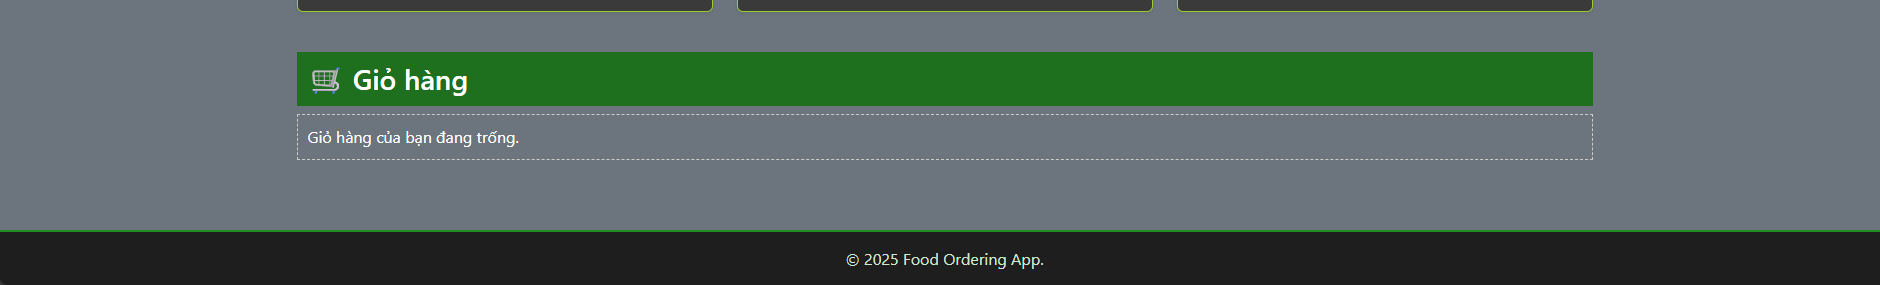 Giỏ hàng
Giỏ hàng của bạn đang trống.
© 2025 Food Ordering App.